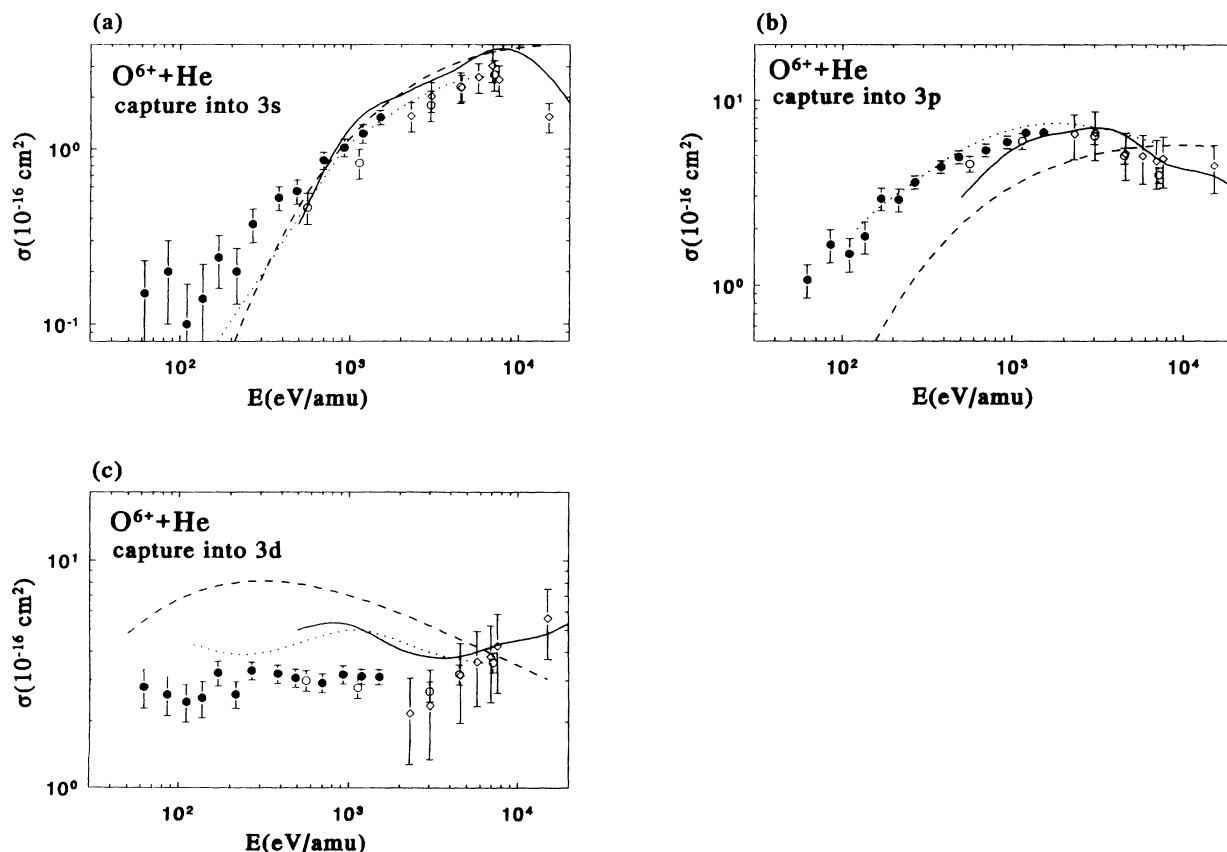 (a)
O⁶⁺+He
capture into 3s
σ(10⁻¹⁶ cm²)
10⁰
10⁻¹
10² 10³ 10⁴
E(eV/amu)
(b)
O⁶⁺+He
capture into 3p
σ(10⁻¹⁶ cm²)
10¹
10⁰
10² 10³ 10⁴
E(eV/amu)
(c)
O⁶⁺+He
capture into 3d
σ(10⁻¹⁶ cm²)
10¹
10⁰
10² 10³ 10⁴
E(eV/amu)